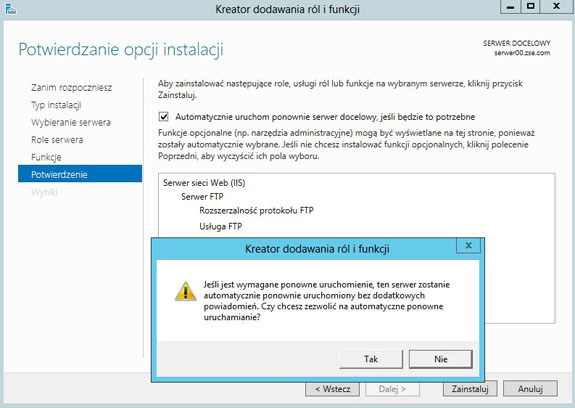 Kreator dodawania ról i funkcji
Potwierdzanie opcji instalacji
SERWER DOCELOWY
serwer00.zse.com
Zanim rozpoczniesz
Typ instalacji
Wybieranie serwera
Role serwera
Funkcje
Potwierdzenie
Wyniki
Aby zainstalować następujące role, usługi ról lub funkcje na wybranym serwerze, kliknij przycisk
Zainstaluj.
Automatycznie uruchom ponownie serwer docelowy, jeśli będzie to potrzebne
Funkcje opcjonalne (np. narzędzia administracyjne) mogą być wyświetlane na tej stronie, ponieważ
zostały automatycznie wybrane. Jeśli nie chcesz instalować funkcji opcjonalnych, kliknij polecenie
Poprzedni, aby wyczyścić ich pola wyboru.
Serwer sieci Web (IIS)
Serwer FTP
Rozszerzalność protokołu FTP
Usługa FTP
Kreator dodawania ról i funkcji
Jeśli jest wymagane ponowne uruchomienie, ten serwer zostanie
automatycznie ponownie uruchomiony bez dodatkowych
powiadomień. Czy chcesz zezwolić na automatyczne ponowne
uruchamianie?
Tak
Nie
< Wstecz
Dalej >
Zainstaluj
Anuluj